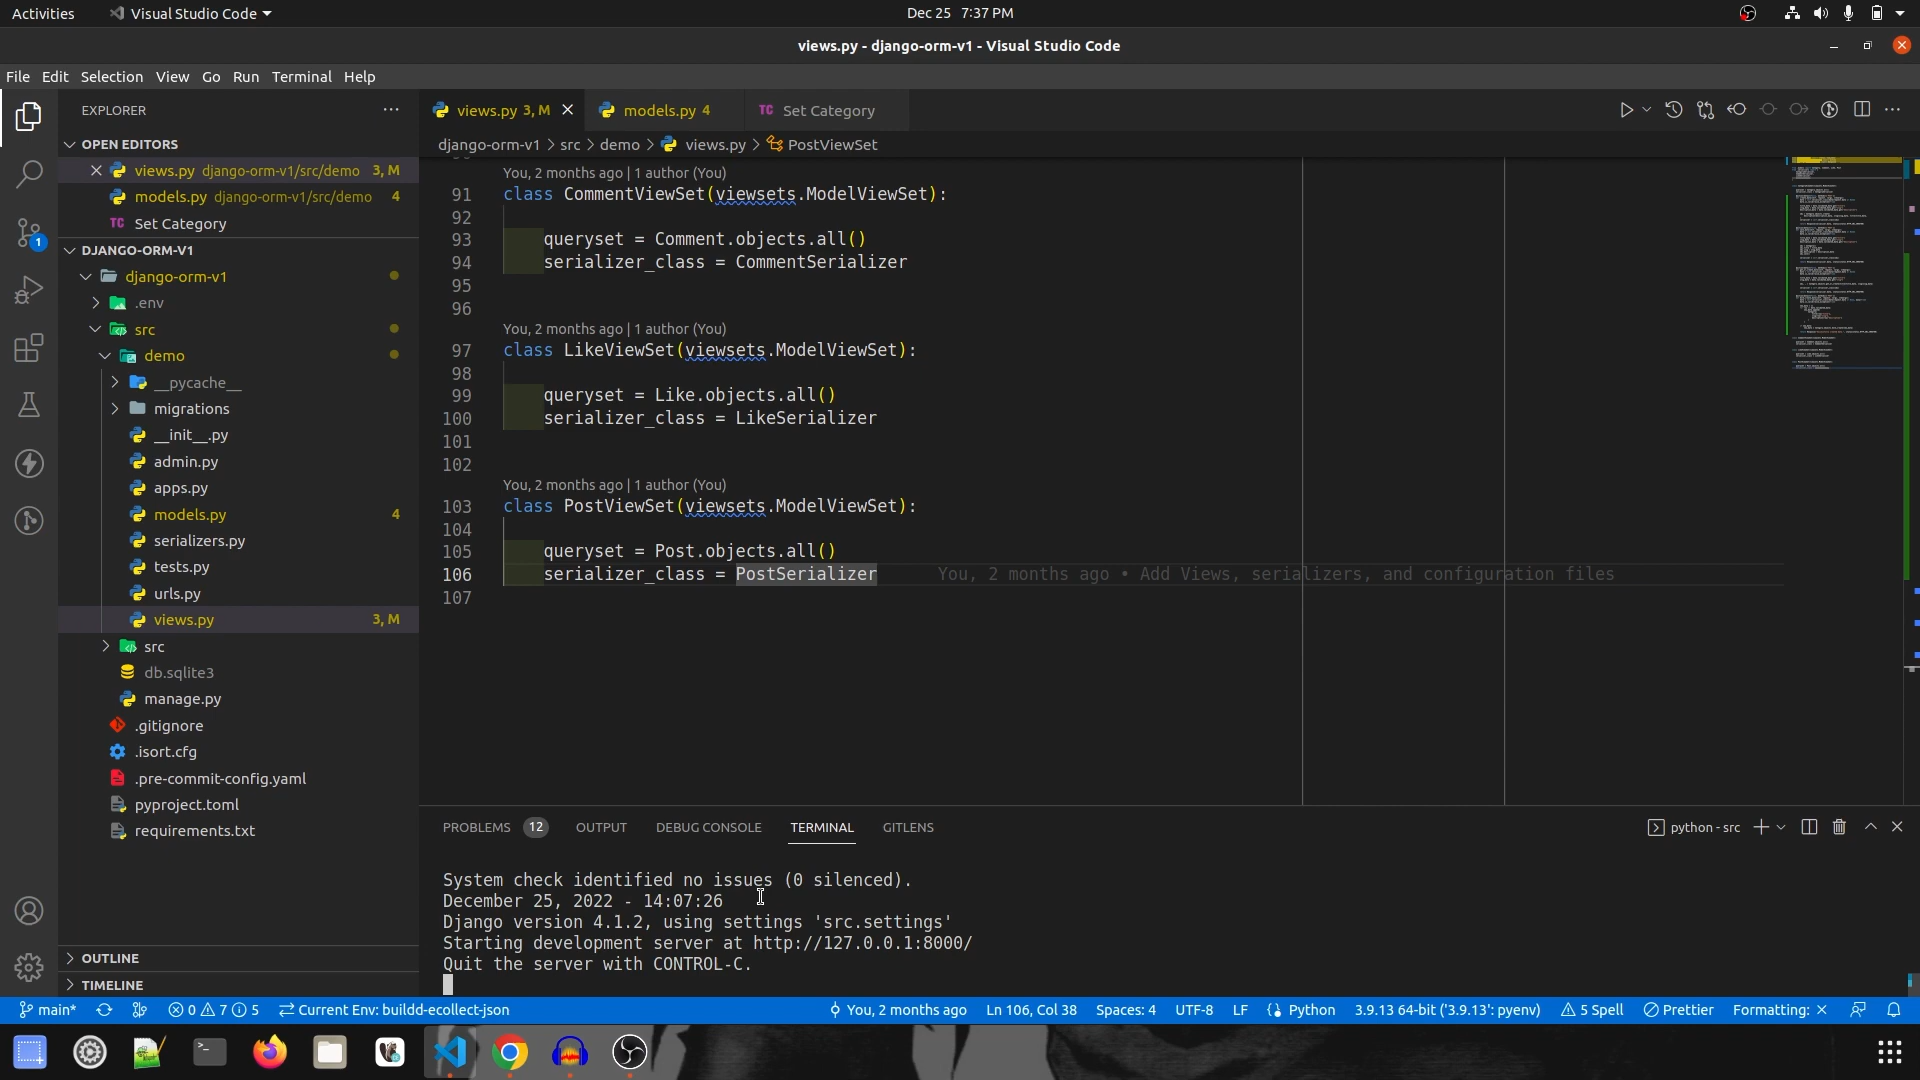 Activities
Visual Studio Code
Dec 25 7:37 PM
views.py - django-orm-v1 - Visual Studio Code
File Edit Selection View Go Run Terminal Help
EXPLORER
OPEN EDITORS
views.py django-orm-v1/src/demo 3, M
models.py django-orm-v1/src/demo 4
TC Set Category
DJANGO-ORM-V1
django-orm-v1
.env
src
demo
__pycache__
migrations
__init__.py
admin.py
apps.py
models.py 4
serializers.py
tests.py
urls.py
views.py 3, M
src
db.sqlite3
manage.py
.gitignore
.isort.cfg
.pre-commit-config.yaml
pyproject.toml
requirements.txt
OUTLINE
TIMELINE
1
views.py 3, M
models.py 4
TC Set Category
django-orm-v1 > src > demo > views.py > PostViewSet
You, 2 months ago | 1 author (You)
91 class CommentViewSet(viewsets.ModelViewSet):
92
93 queryset = Comment.objects.all()
94 serializer_class = CommentSerializer
95
96
You, 2 months ago | 1 author (You)
97 class LikeViewSet(viewsets.ModelViewSet):
98
99 queryset = Like.objects.all()
100 serializer_class = LikeSerializer
101
102
You, 2 months ago | 1 author (You)
103 class PostViewSet(viewsets.ModelViewSet):
104
105 queryset = Post.objects.all()
106 serializer_class = PostSerializer You, 2 months ago • Add Views, serializers, and configuration files
107
PROBLEMS 12 OUTPUT DEBUG CONSOLE TERMINAL GITLENS
python - src
System check identified no issues (0 silenced).
December 25, 2022 - 14:07:26
Django version 4.1.2, using settings 'src.settings'
Starting development server at http://127.0.0.1:8000/
Quit the server with CONTROL-C.
main* 0 7 5 Current Env: buildd-ecollect-json You, 2 months ago Ln 106, Col 38 Spaces: 4 UTF-8 LF Python 3.9.13 64-bit ('3.9.13': pyenv) 5 Spell Prettier Formatting: ×